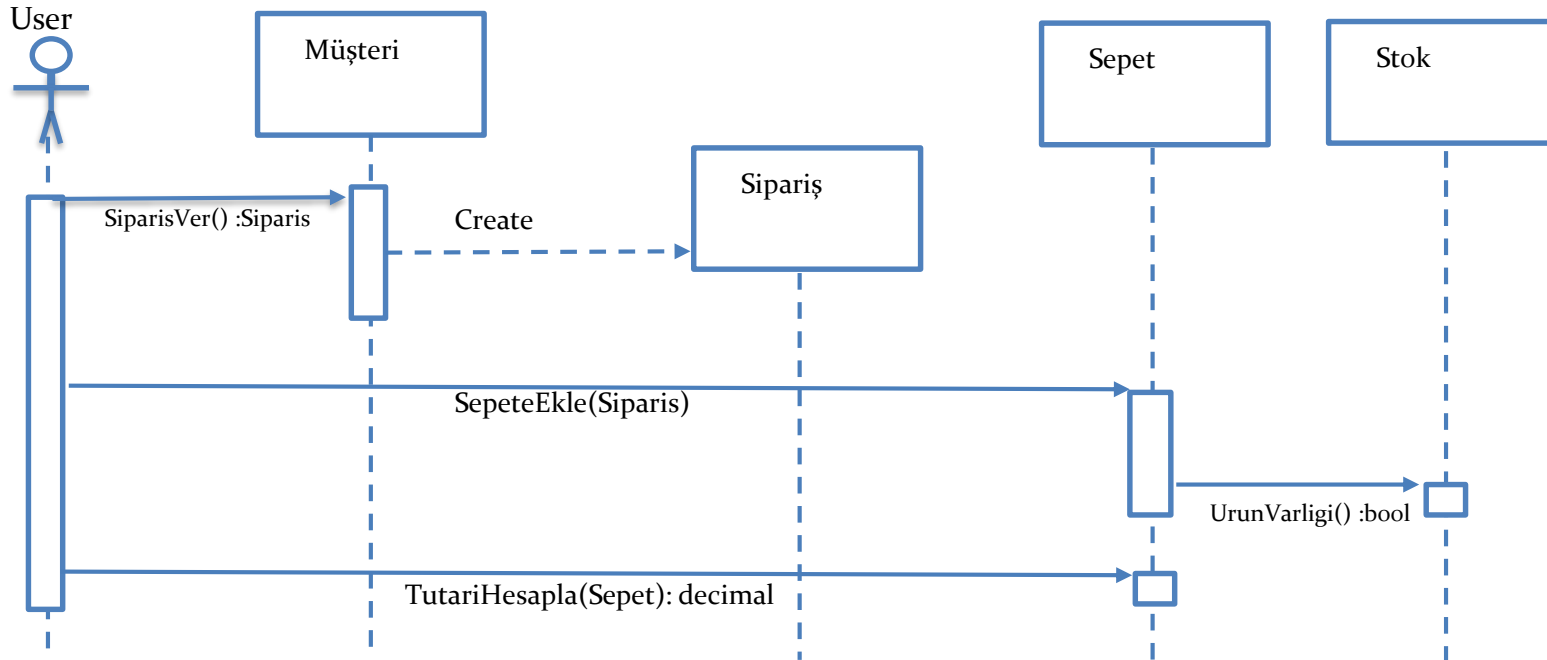 User
Müşteri
Sepet
Stok
Sipariş
SiparisVer() :Siparis
Create
SepeteEkle(Siparis)
UrunVarligi() :bool
TutariHesapla(Sepet): decimal